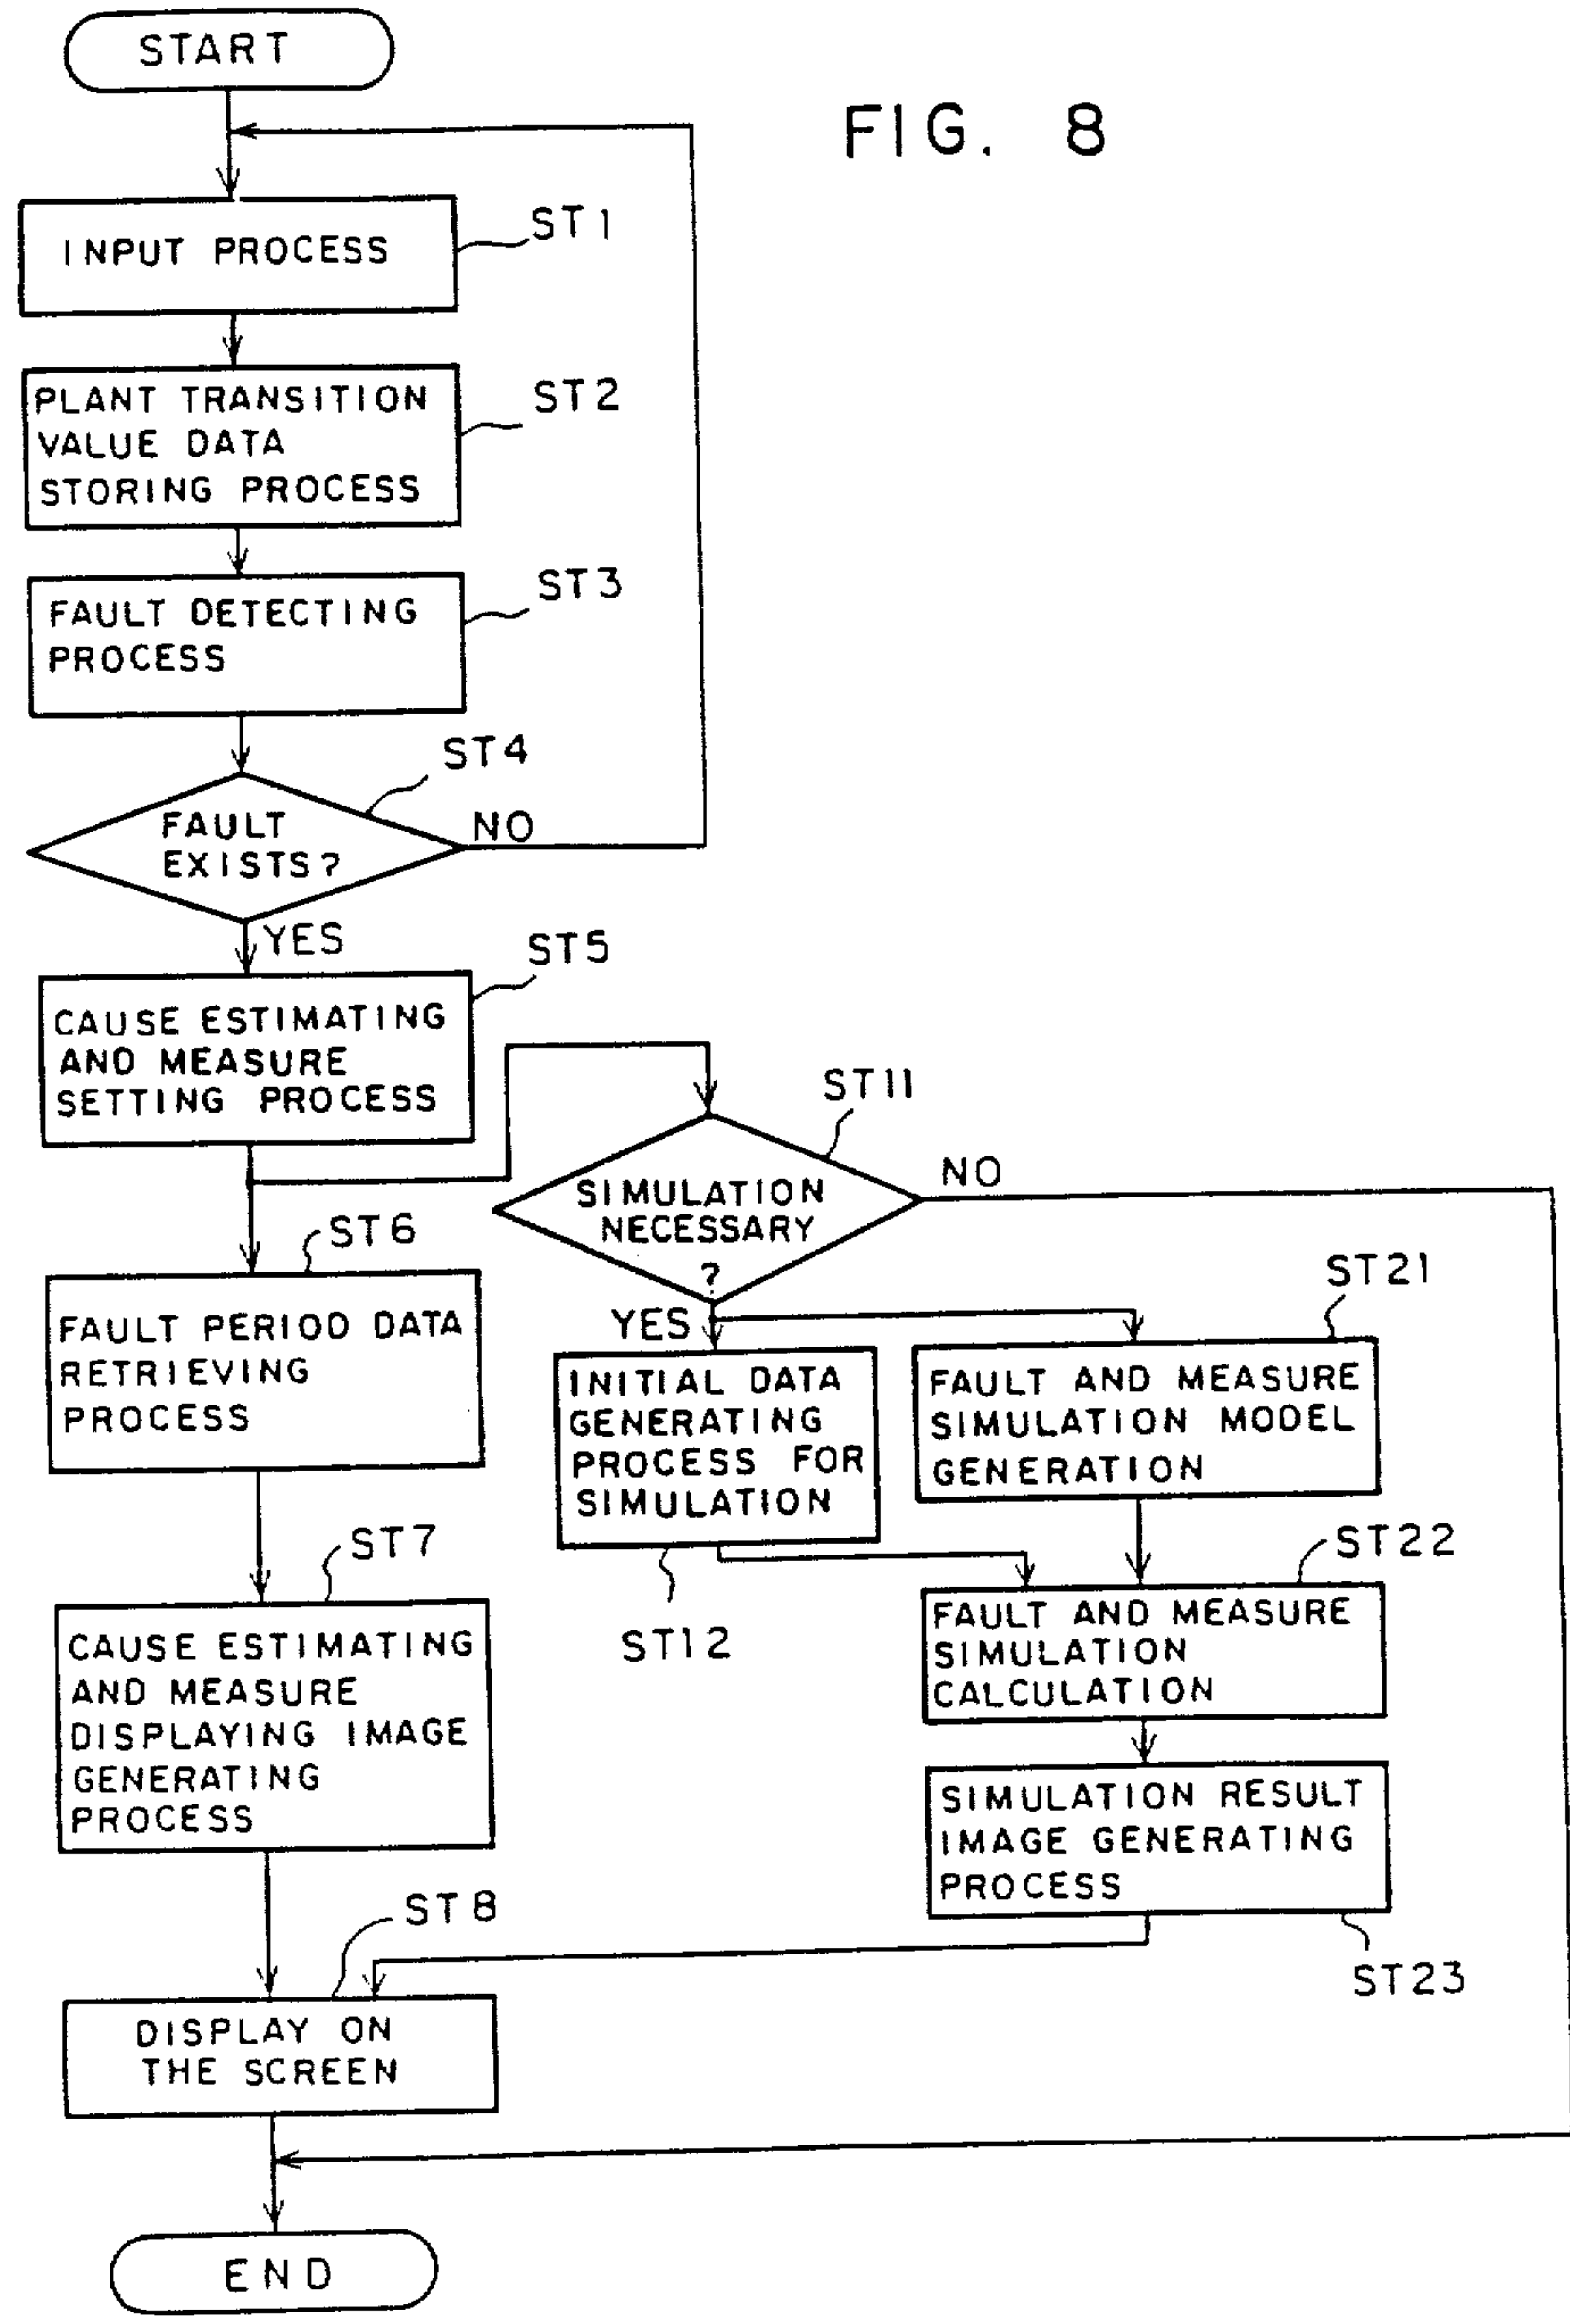 START
FIG. 8
INPUT PROCESS
ST1
PLANT TRANSITION
VALUE DATA
STORING PROCESS
ST2
FAULT DETECTING
PROCESS
ST3
FAULT
EXISTS?
ST4
NO
YES
CAUSE ESTIMATING
AND MEASURE
SETTING PROCESS
ST5
SIMULATION
NECESSARY
?
ST11
NO
YES
FAULT PERIOD DATA
RETRIEVING
PROCESS
ST6
INITIAL DATA
GENERATING
PROCESS FOR
SIMULATION
ST12
FAULT AND MEASURE
SIMULATION MODEL
GENERATION
ST21
CAUSE ESTIMATING
AND MEASURE
DISPLAYING IMAGE
GENERATING
PROCESS
ST7
FAULT AND MEASURE
SIMULATION
CALCULATION
ST22
SIMULATION RESULT
IMAGE GENERATING
PROCESS
ST23
DISPLAY ON
THE SCREEN
ST8
END